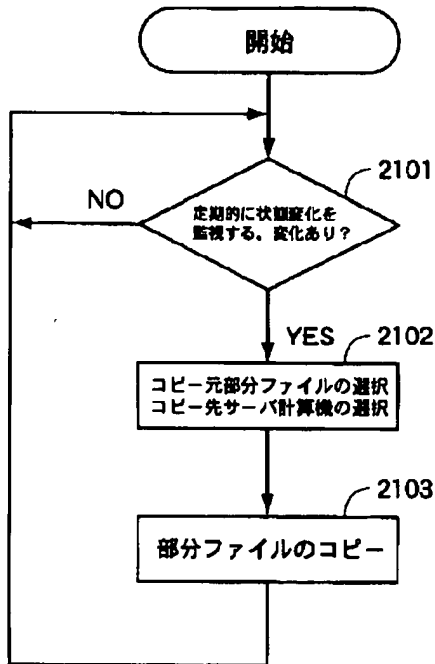 開始
2101
定期的に状態変化を
監視する。変化あり?
NO
YES
2102
コピー元部分ファイルの選択
コピー先サーバ計算機の選択
2103
部分ファイルのコピー